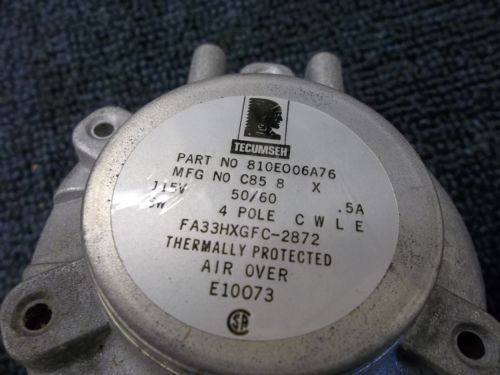 TECUMSEH
PART NO 810E006A76
MFG NO C85 8 X
115V 50/60 .5A
5W 4 POLE C W L E
FA33HXGFC-2872
THERMALLY PROTECTED
AIR OVER
E10073
SA